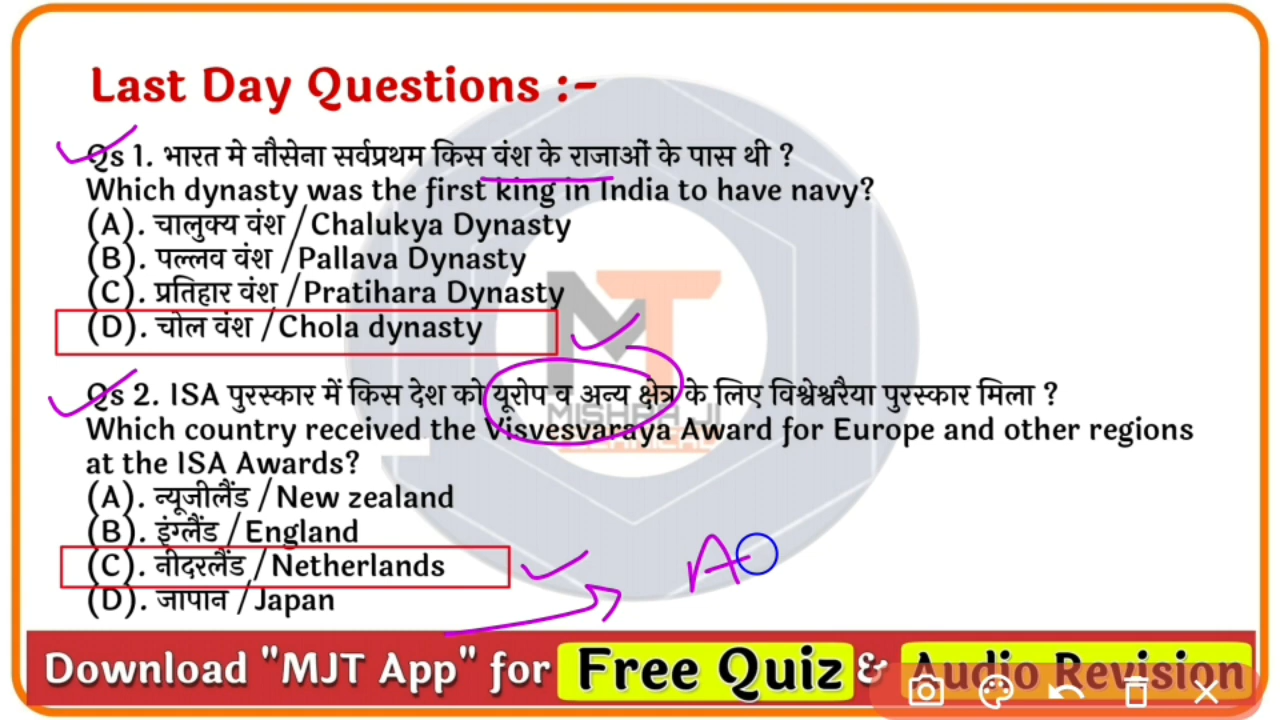 Last Day Questions :-
Qs 1. भारत मे नौसेना सर्वप्रथम किस वंश के राजाओं के पास थी ?
Which dynasty was the first king in India to have navy?
(A). चालुक्य वंश / Chalukya Dynasty
(B). पल्लव वंश / Pallava Dynasty
(C). प्रतिहार वंश / Pratihara Dynasty
(D). चोल वंश / Chola dynasty
Qs 2. ISA पुरस्कार में किस देश को यूरोप व अन्य क्षेत्र के लिए विश्वेश्वरैया पुरस्कार मिला ?
Which country received the Visvesvaraya Award for Europe and other regions
at the ISA Awards?
(A). न्यूजीलैंड / New zealand
(B). इंग्लैंड / England
(C). नीदरलैंड / Netherlands
(D). जापान / Japan
Download "MJT App" for Free Quiz & Audio Revision